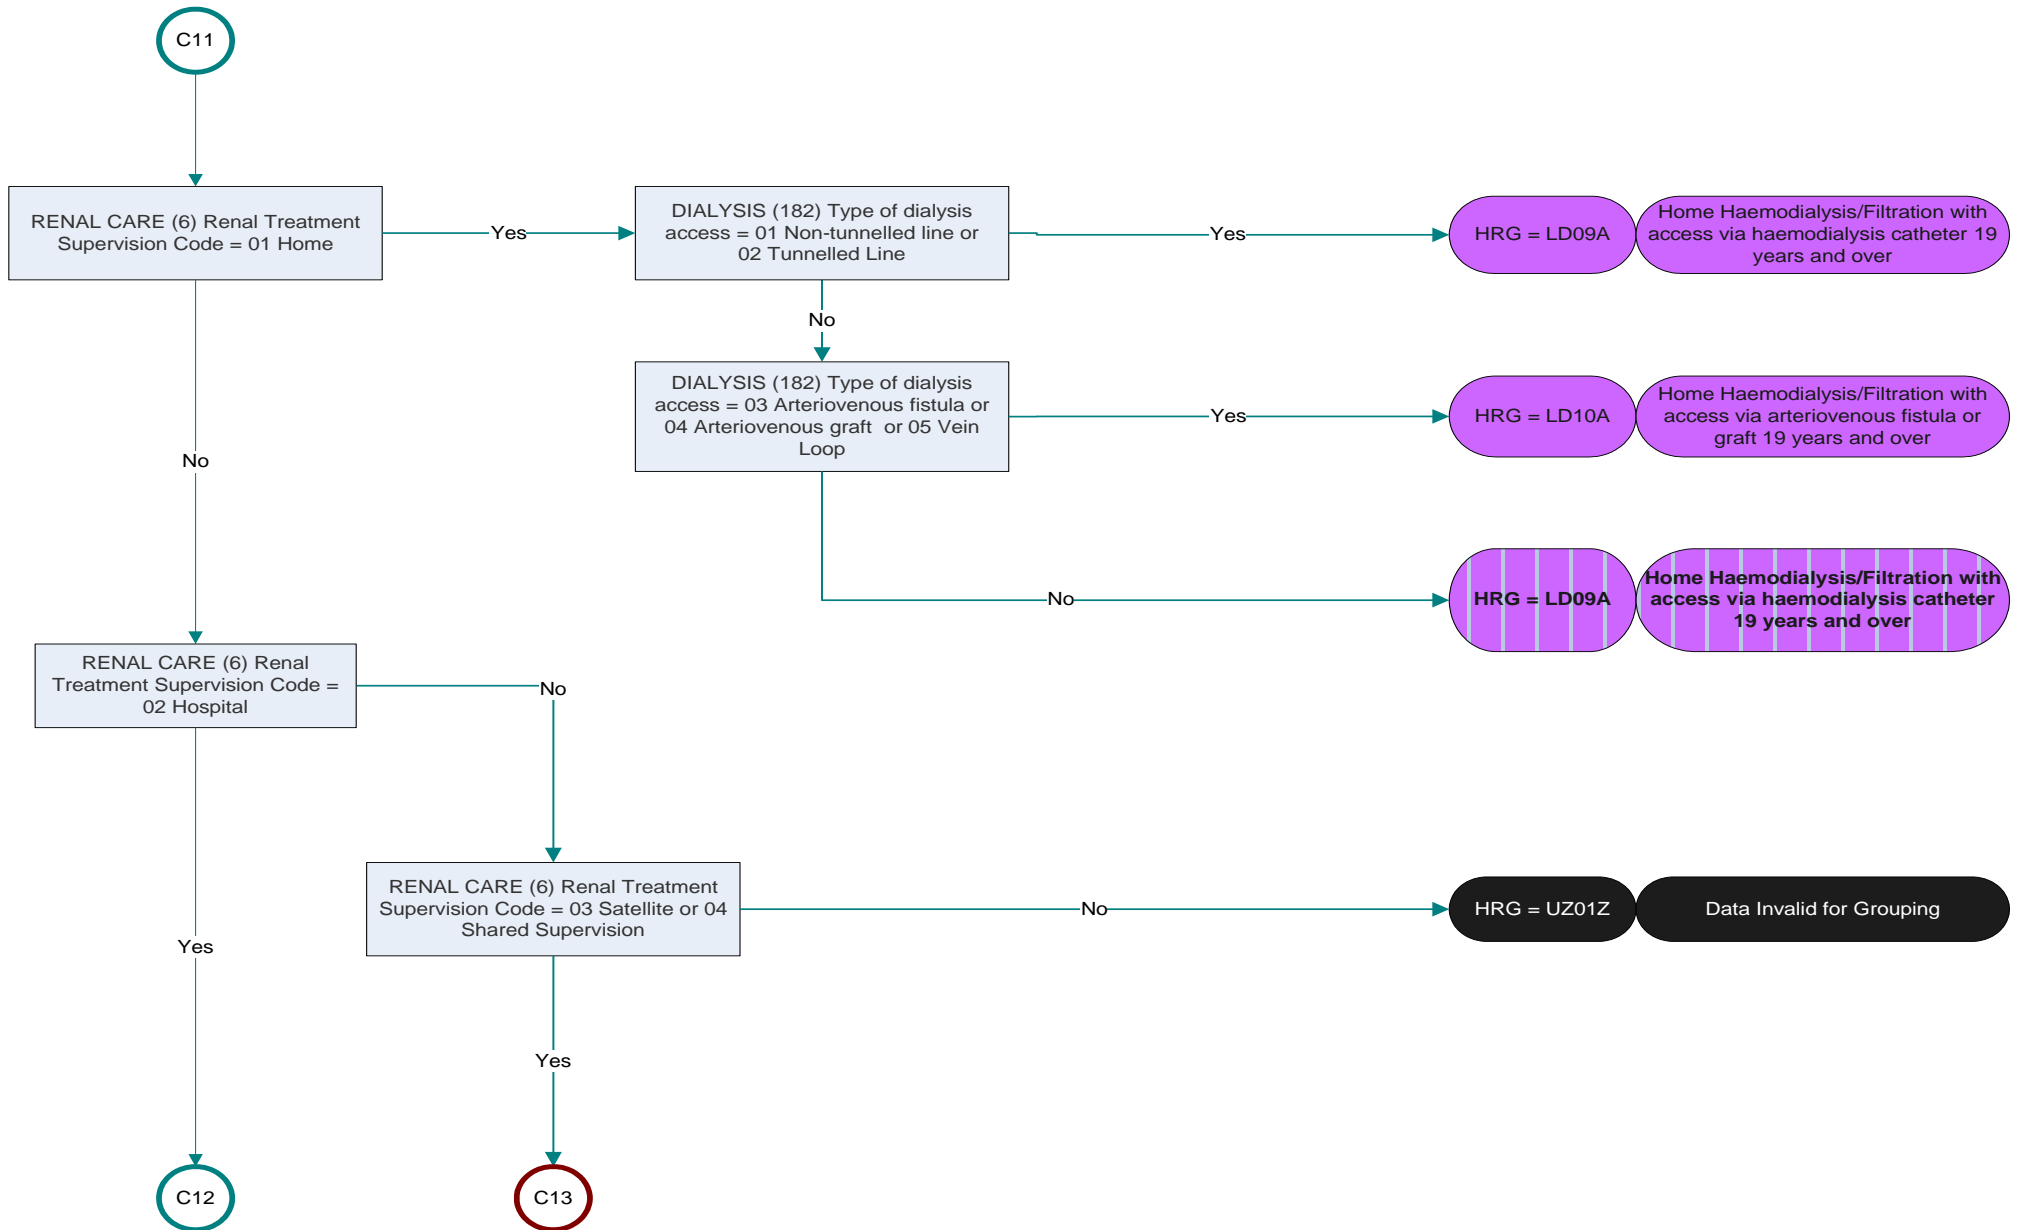 C11
RENAL CARE (6) Renal Treatment
Supervision Code = 01 Home
Yes
DIALYSIS (182) Type of dialysis
access = 01 Non-tunnelled line or
02 Tunnelled Line
Yes
HRG = LD09A
Home Haemodialysis/Filtration with
access via haemodialysis catheter 19
years and over
No
DIALYSIS (182) Type of dialysis
access = 03 Arteriovenous fistula or
04 Arteriovenous graft or 05 Vein
Loop
Yes
HRG = LD10A
Home Haemodialysis/Filtration with
access via arteriovenous fistula or
graft 19 years and over
No
No
HRG = LD09A
Home Haemodialysis/Filtration with
access via haemodialysis catheter
19 years and over
RENAL CARE (6) Renal
Treatment Supervision Code =
02 Hospital
No
RENAL CARE (6) Renal Treatment
Supervision Code = 03 Satellite or 04
Shared Supervision
No
HRG = UZ01Z
Data Invalid for Grouping
Yes
Yes
C12
C13